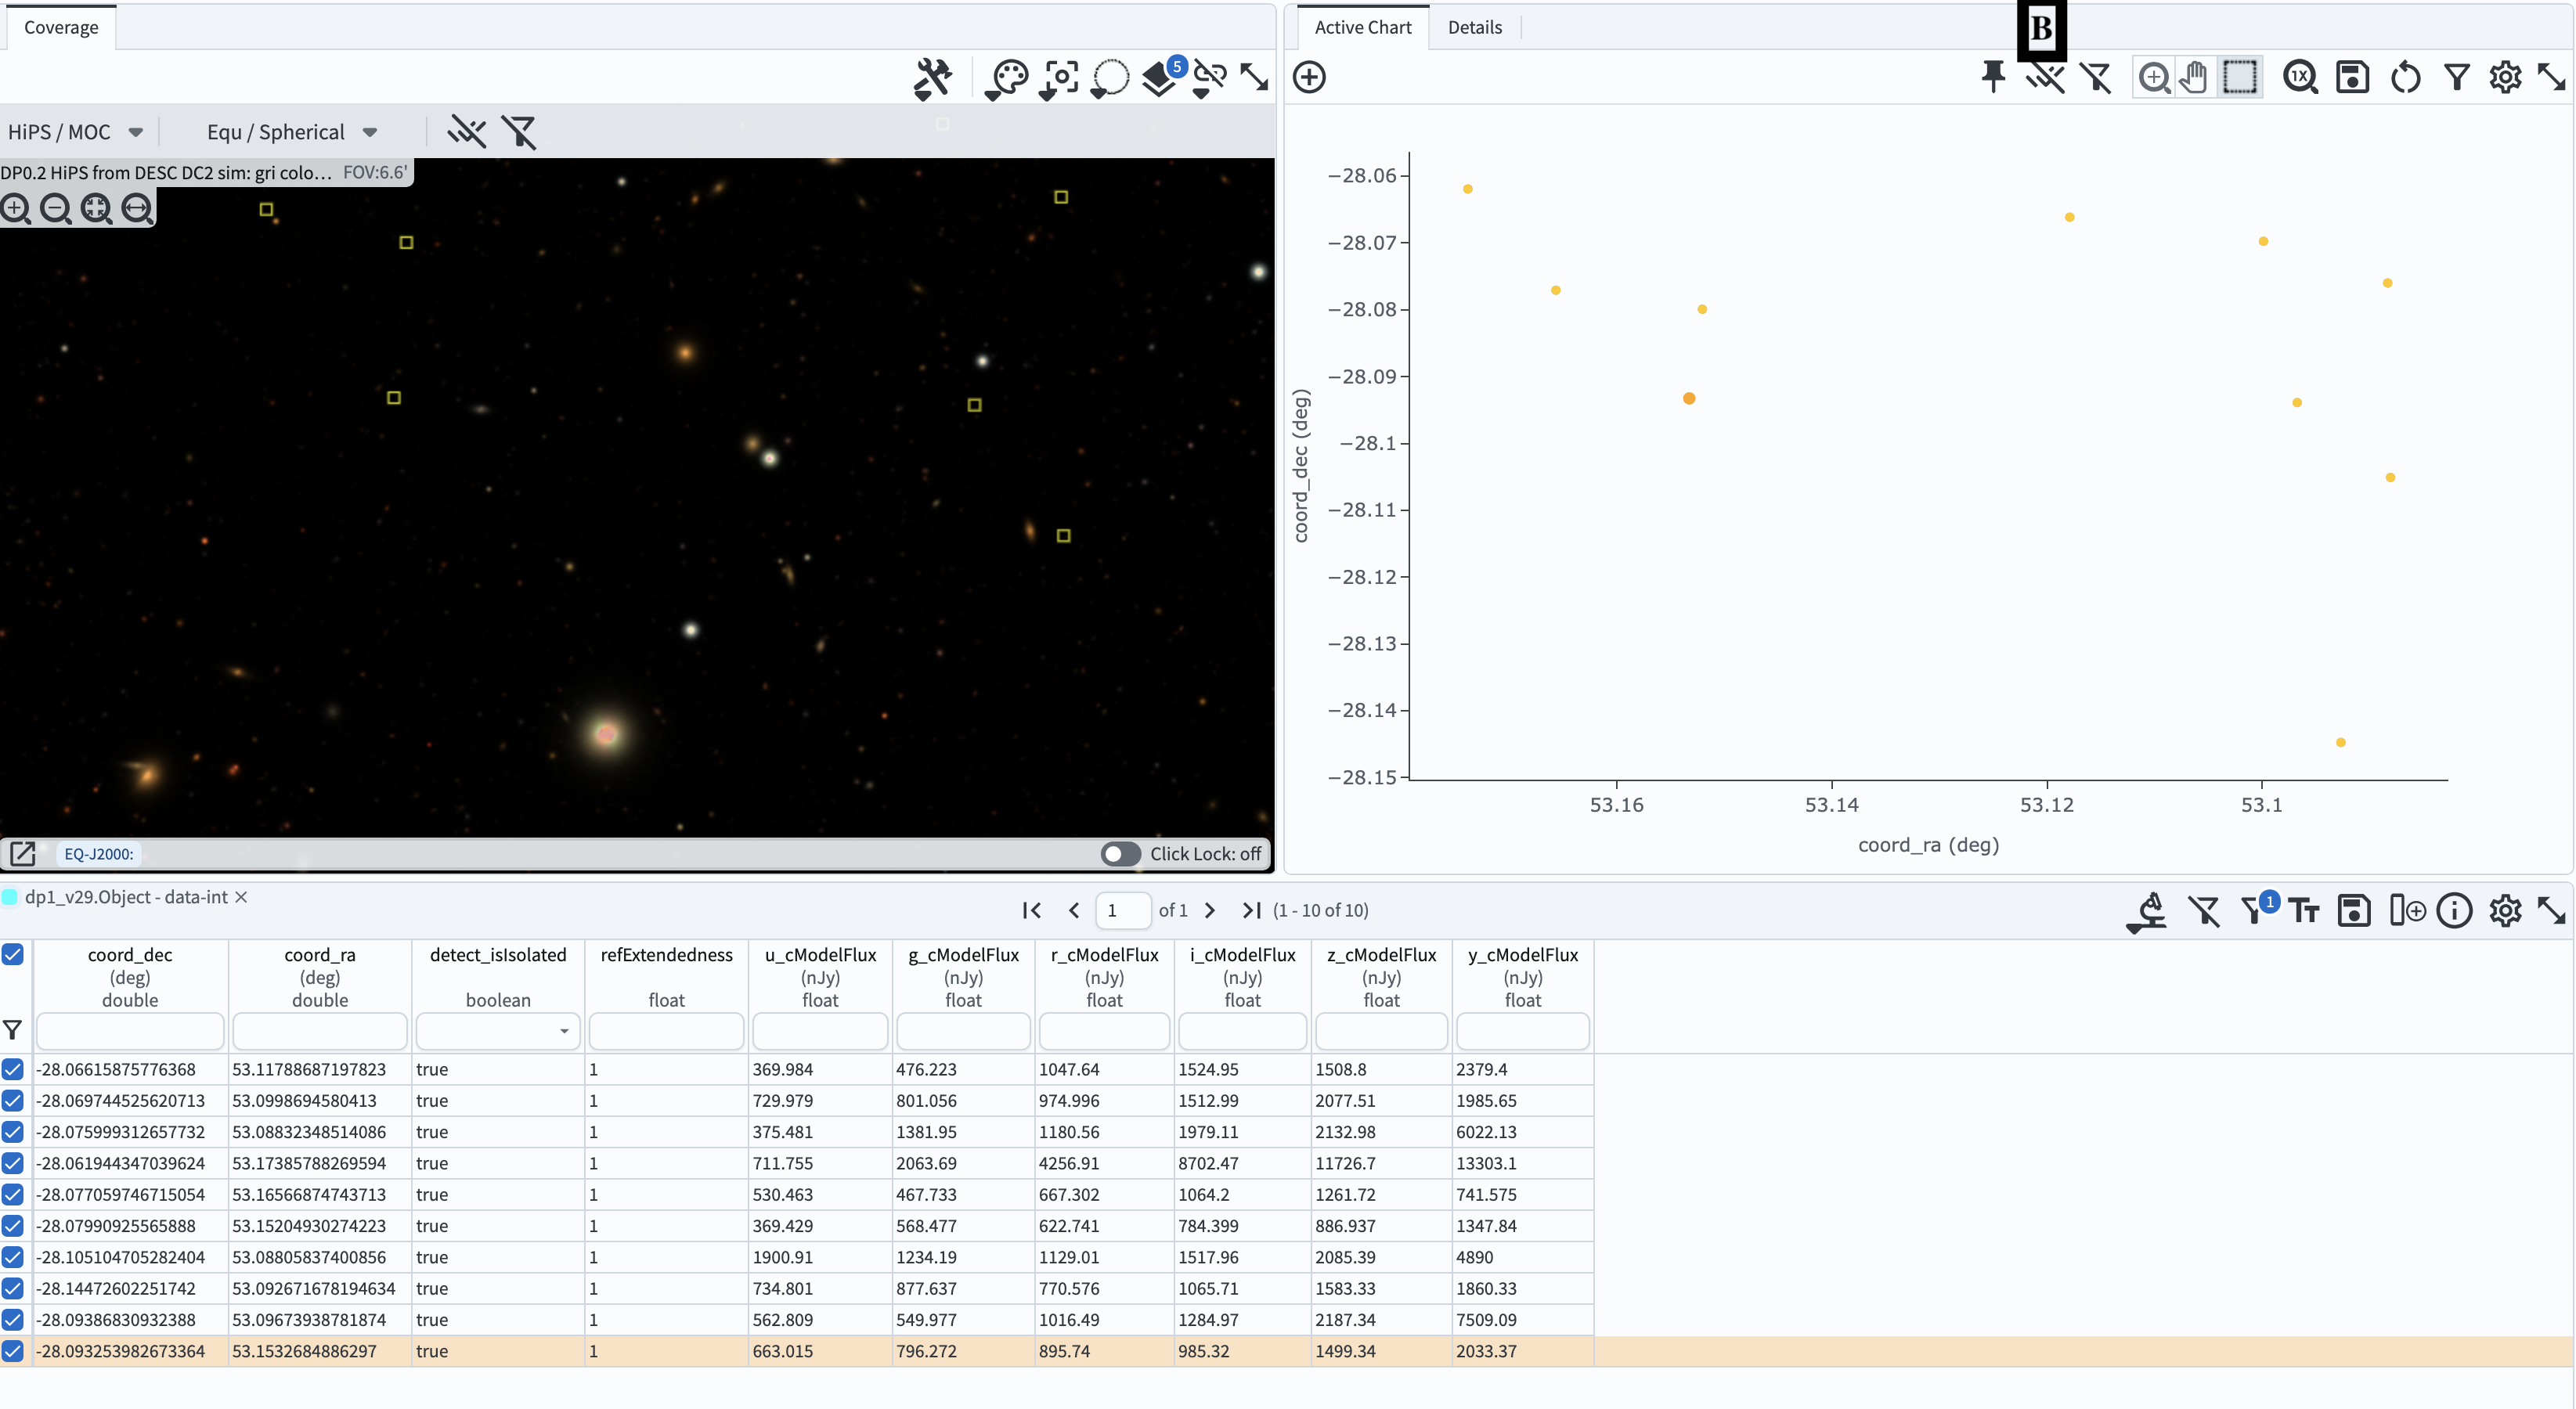 Coverage
Active Chart Details B
5
1X
HiPS / MOC Equ / Spherical
DP0.2 HiPS from DESC DC2 sim: gri colo... FOV:6.6'
−28.06
−28.07
−28.08
−28.09
−28.1
−28.11
−28.12
−28.13
−28.14
−28.15
coord_dec (deg)
53.16 53.14 53.12 53.1
coord_ra (deg)
EQ-J2000: Click Lock: off
dp1_v29.Object - data-int × 1 of 1 (1 - 10 of 10) 1 Tт
coord_dec coord_ra detect_isIsolated refExtendedness u_cModelFlux g_cModelFlux r_cModelFlux i_cModelFlux z_cModelFlux y_cModelFlux
(deg) (deg) (nJy) (nJy) (nJy) (nJy) (nJy) (nJy)
double double boolean float float float float float float float
-28.06615875776368 53.11788687197823 true 1 369.984 476.223 1047.64 1524.95 1508.8 2379.4
-28.069744525620713 53.0998694580413 true 1 729.979 801.056 974.996 1512.99 2077.51 1985.65
-28.075999312657732 53.08832348514086 true 1 375.481 1381.95 1180.56 1979.11 2132.98 6022.13
-28.061944347039624 53.17385788269594 true 1 711.755 2063.69 4256.91 8702.47 11726.7 13303.1
-28.077059746715054 53.16566874743713 true 1 530.463 467.733 667.302 1064.2 1261.72 741.575
-28.07990925565888 53.15204930274223 true 1 369.429 568.477 622.741 784.399 886.937 1347.84
-28.105104705282404 53.08805837400856 true 1 1900.91 1234.19 1129.01 1517.96 2085.39 4890
-28.14472602251742 53.092671678194634 true 1 734.801 877.637 770.576 1065.71 1583.33 1860.33
-28.09386830932388 53.09673938781874 true 1 562.809 549.977 1016.49 1284.97 2187.34 7509.09
-28.093253982673364 53.1532684886297 true 1 663.015 796.272 895.74 985.32 1499.34 2033.37